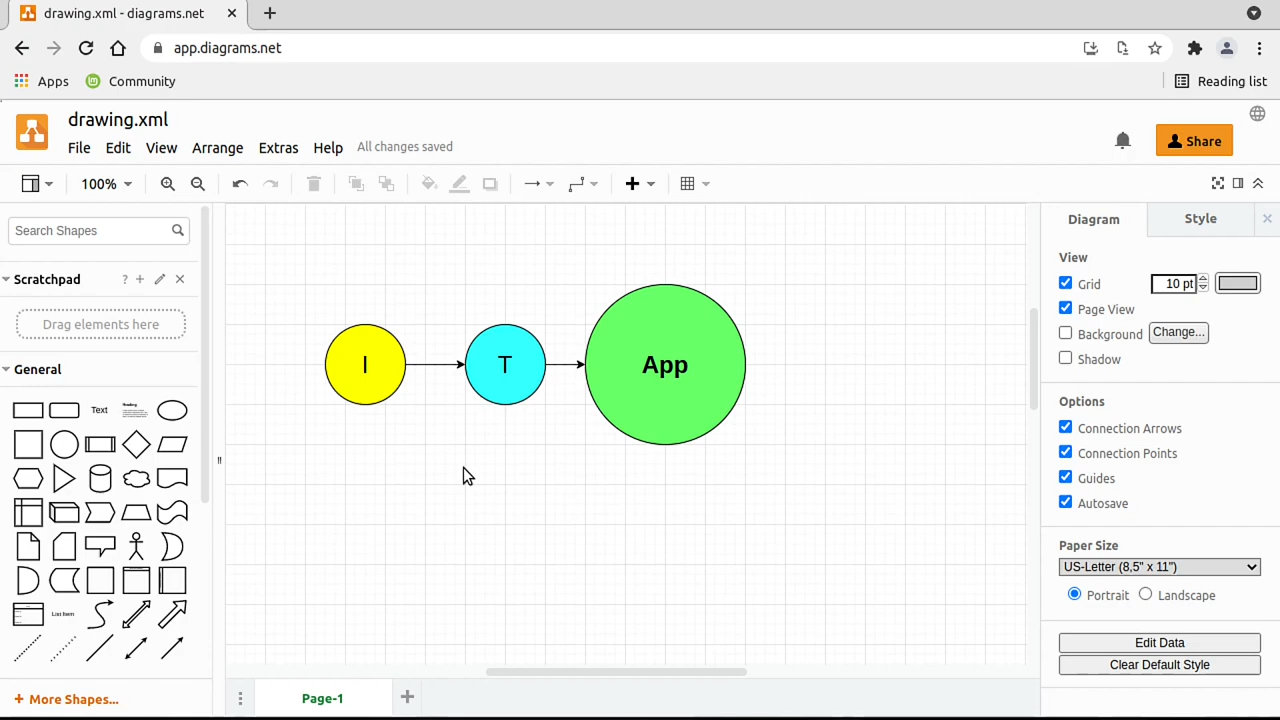 drawing.xml - diagrams.net
app.diagrams.net
Apps
Community
Reading list
drawing.xml
File Edit View Arrange Extras Help All changes saved
Share
100%
Search Shapes
Scratchpad ?
Drag elements here
General
Text
Heading
List Item
+ More Shapes...
I
T
App
Page-1
Diagram Style
View
Grid 10 pt
Page View
Background Change...
Shadow
Options
Connection Arrows
Connection Points
Guides
Autosave
Paper Size
US-Letter (8,5" x 11")
Portrait Landscape
Edit Data
Clear Default Style